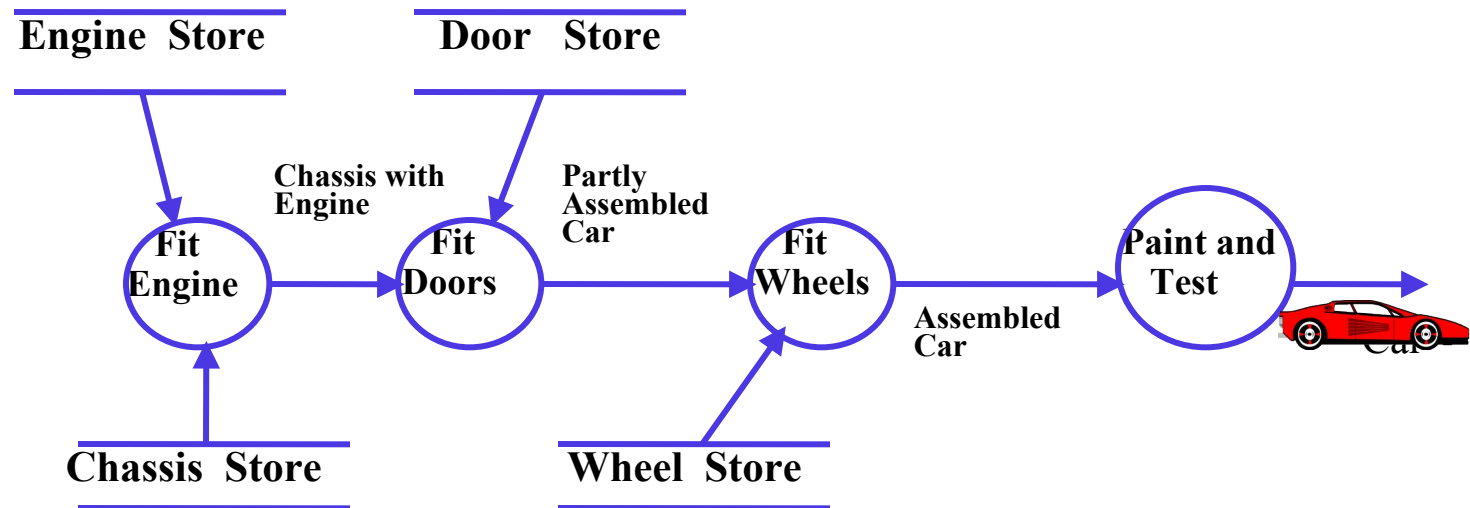 Engine Store
Door Store
Chassis with
Engine
Partly
Assembled
Car
Fit
Engine
Fit
Doors
Fit
Wheels
Paint and
Test
Assembled
Car
Car
Chassis Store
Wheel Store